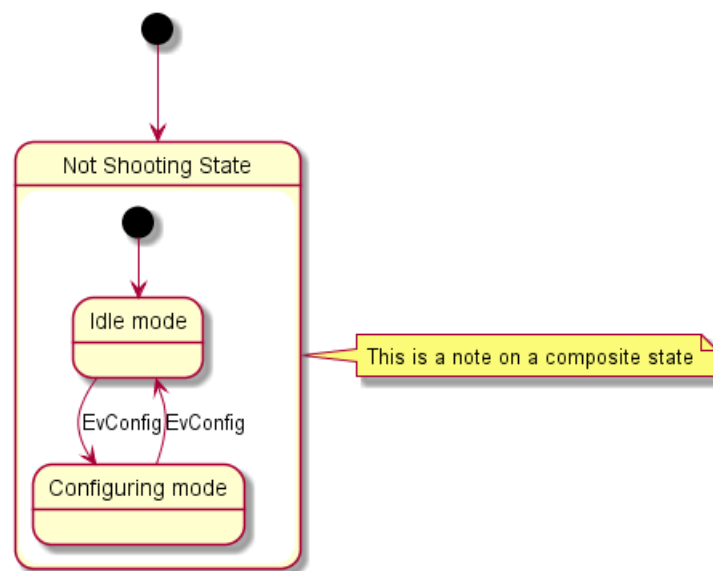 Not Shooting State
Idle mode
This is a note on a composite state
EvConfig EvConfig
Configuring mode